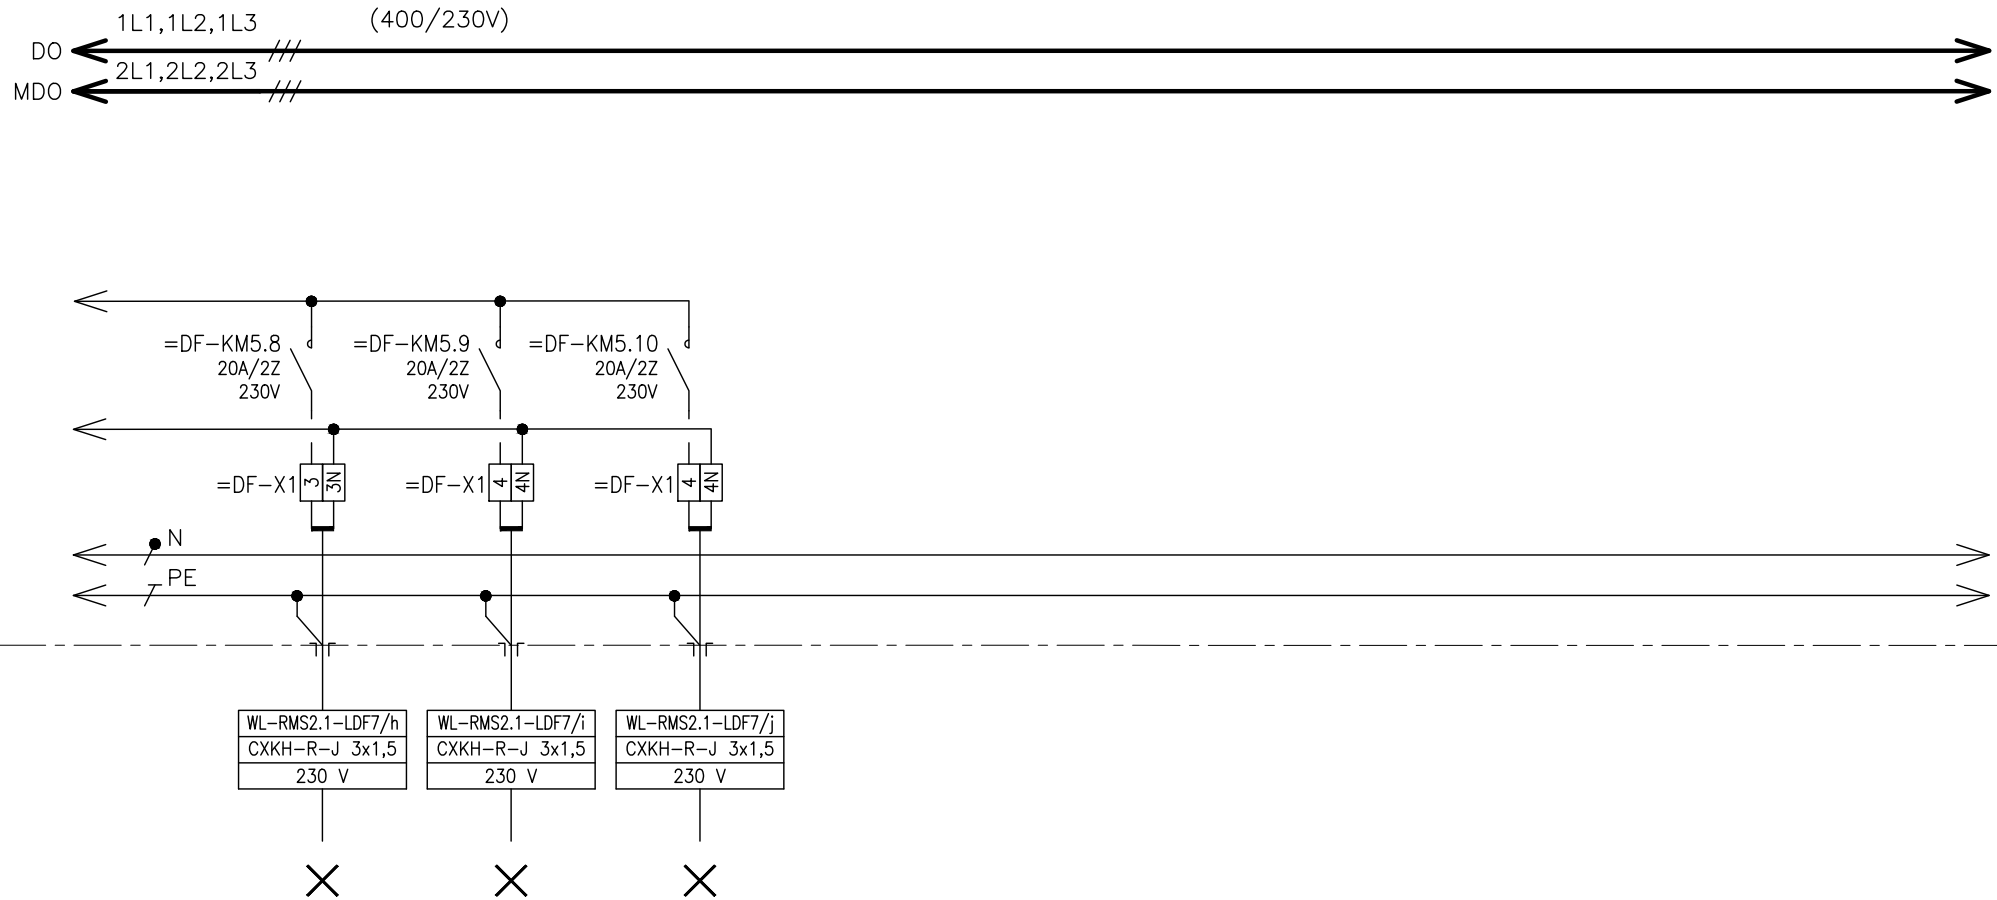 1L1,1L2,1L3 (400/230V)
DO
2L1,2L2,2L3
MDO
=DF-KM5.8 =DF-KM5.9 =DF-KM5.10
20A/2Z 20A/2Z 20A/2Z
230V 230V 230V
=DF-X1 3 3N =DF-X1 4 4N =DF-X1 4 4N
N
PE
WL-RMS2.1-LDF7/h WL-RMS2.1-LDF7/i WL-RMS2.1-LDF7/j
CXKH-R-J 3x1,5 CXKH-R-J 3x1,5 CXKH-R-J 3x1,5
230 V 230 V 230 V